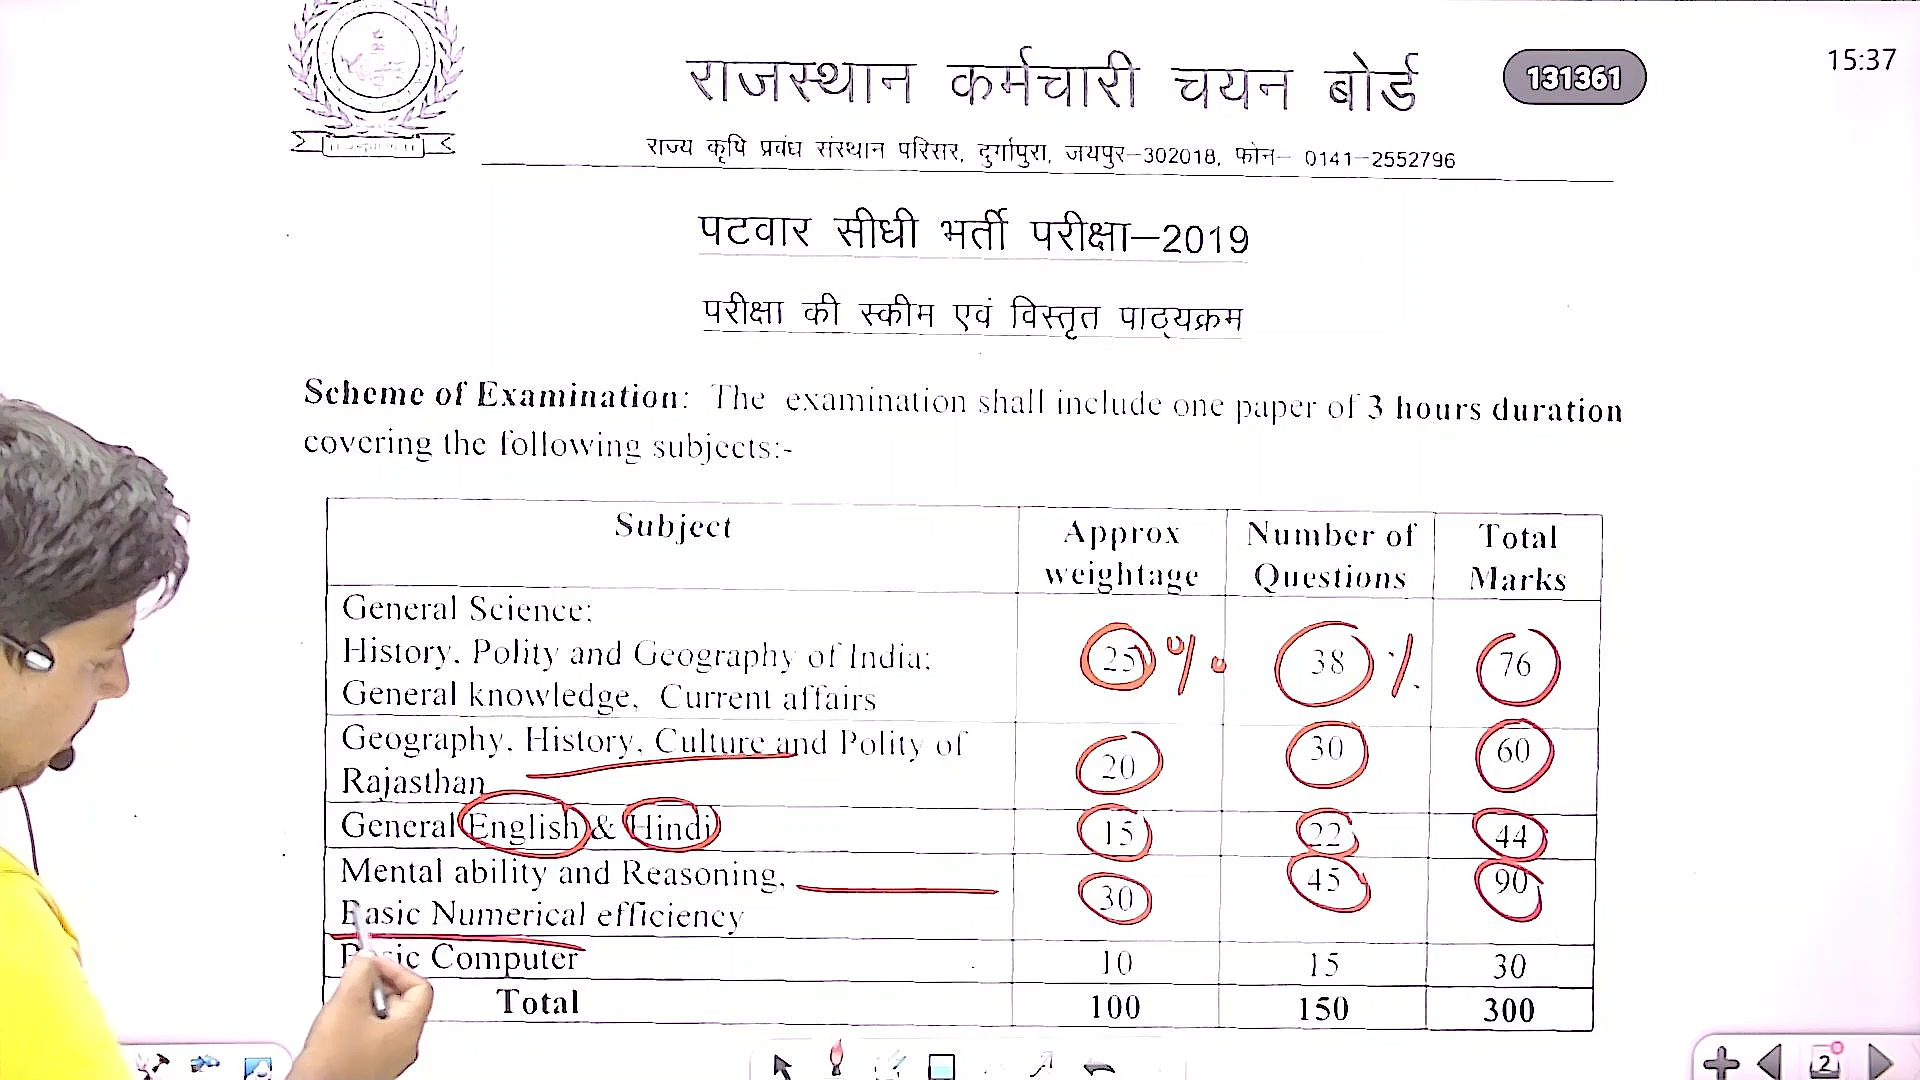 राजस्थान कर्मचारी चयन बोर्ड
131361
15:37
राज्य कृषि प्रबंध संस्थान परिसर, दुर्गापुरा, जयपुर–302018, फोन– 0141–2552796
पटवार सीधी भर्ती परीक्षा–2019
परीक्षा की स्कीम एवं विस्तृत पाठ्यक्रम
Scheme of Examination: The examination shall include one paper of 3 hours duration
covering the following subjects:-
Subject Approx weightage Number of Questions Total Marks
General Science;
History, Polity and Geography of India; 25 % 38 % 76
General knowledge, Current affairs
Geography, History, Culture and Polity of
Rajasthan 20 30 60
General English & Hindi 15 22 44
Mental ability and Reasoning,
Basic Numerical efficiency 30 45 90
Basic Computer 10 15 30
Total 100 150 300
2